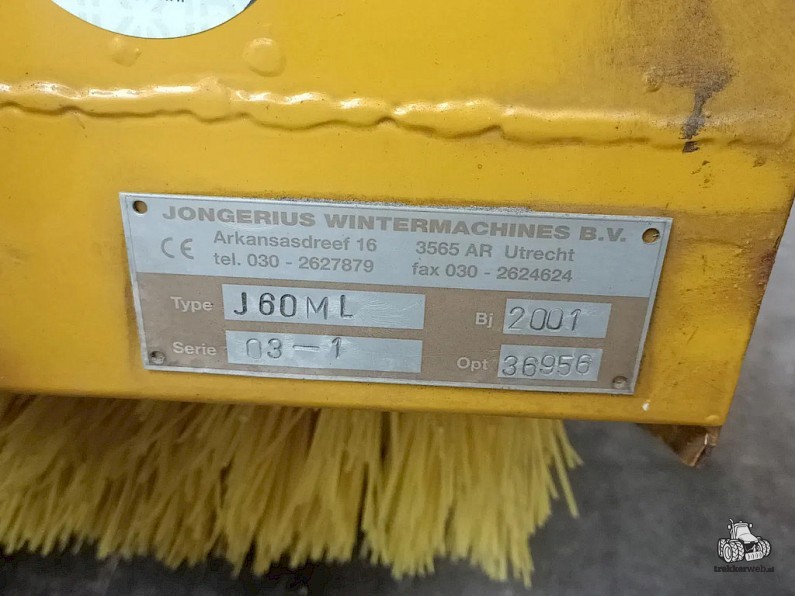 JONGERIUS WINTERMACHINES B.V.
CE Arkansasdreef 16 3565 AR Utrecht
tel. 030 - 2627879 fax 030 - 2624624
Type J60ML Bj 2001
Serie 03-1 Opt 36956
trekkerweb.nl